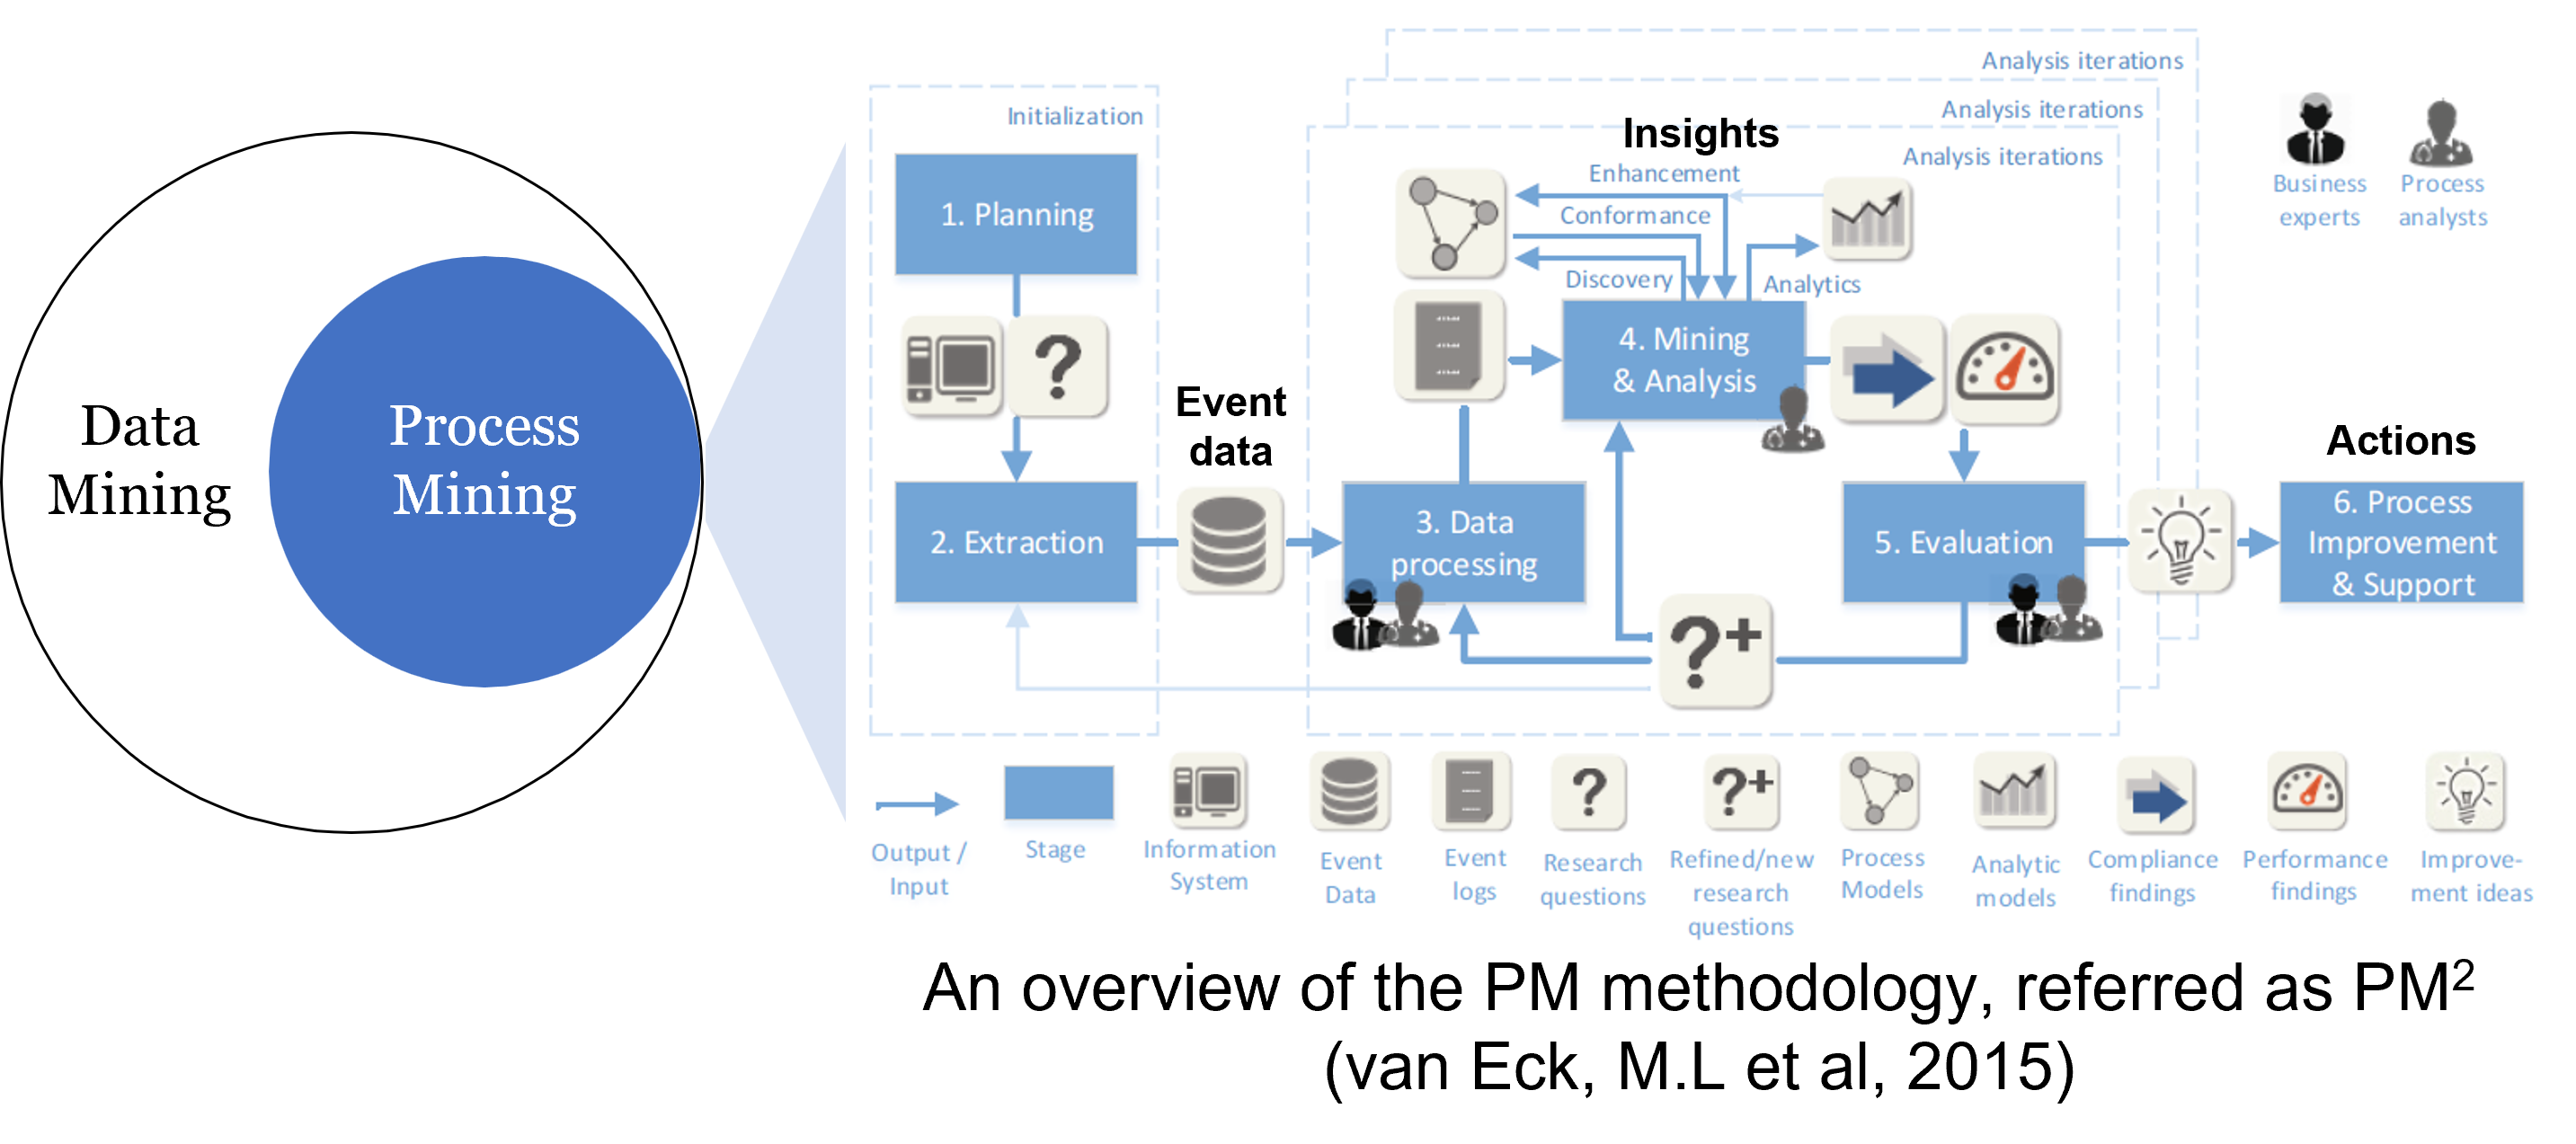 Data
Mining
Process
Mining
Initialization
1. Planning
?
2. Extraction
Event
data
Analysis iterations
Analysis iterations
Analysis iterations
Insights
Enhancement
Conformance
Discovery
Analytics
4. Mining
& Analysis
3. Data
processing
5. Evaluation
?+
Business
experts
Process
analysts
Actions
6. Process
Improvement
& Support
Output /
Input
Stage
Information
System
Event
Data
Event
logs
?
Research
questions
?+
Refined/new
research
questions
Process
Models
Analytic
models
Compliance
findings
Performance
findings
Improve-
ment ideas
An overview of the PM methodology, referred as PM²
(van Eck, M.L et al, 2015)